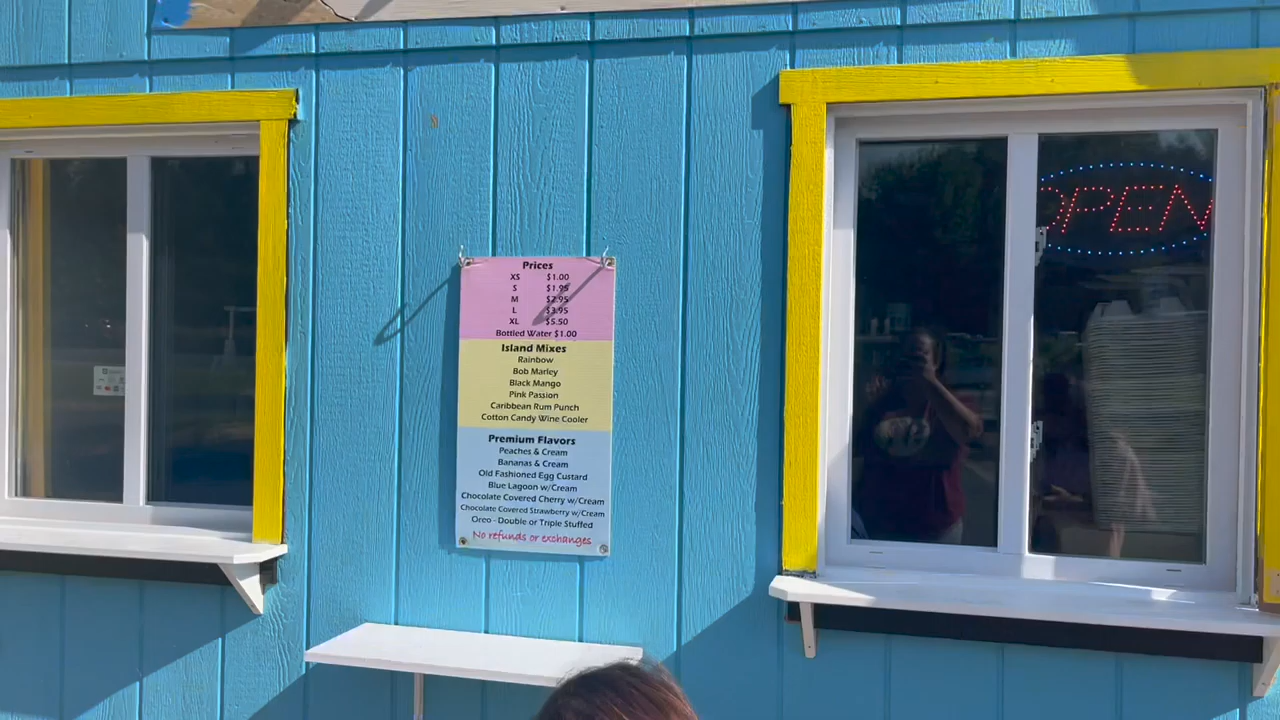 Prices
XS $1.00
S $1.95
M $2.95
L $3.95
XL $5.50
Bottled Water $1.00
Island Mixes
Rainbow
Bob Marley
Black Mango
Pink Passion
Caribbean Rum Punch
Cotton Candy Wine Cooler
Premium Flavors
Peaches & Cream
Bananas & Cream
Old Fashioned Egg Custard
Blue Lagoon w/Cream
Chocolate Covered Cherry w/Cream
Chocolate Covered Strawberry w/Cream
Oreo - Double or Triple Stuffed
No refunds or exchanges
OPEN